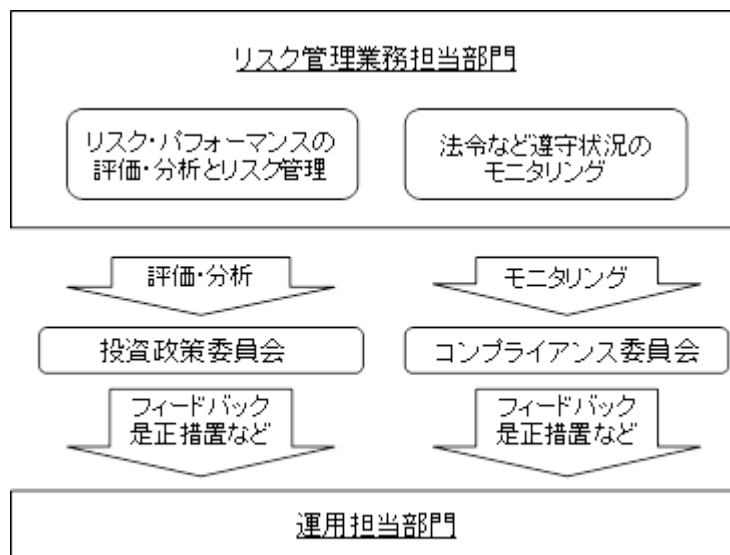 リスク管理業務担当部門
リスク・パフォーマンスの
評価・分析とリスク管理
法令など遵守状況の
モニタリング
評価・分析
モニタリング
投資政策委員会
コンプライアンス委員会
フィードバック
是正措置など
フィードバック
是正措置など
運用担当部門